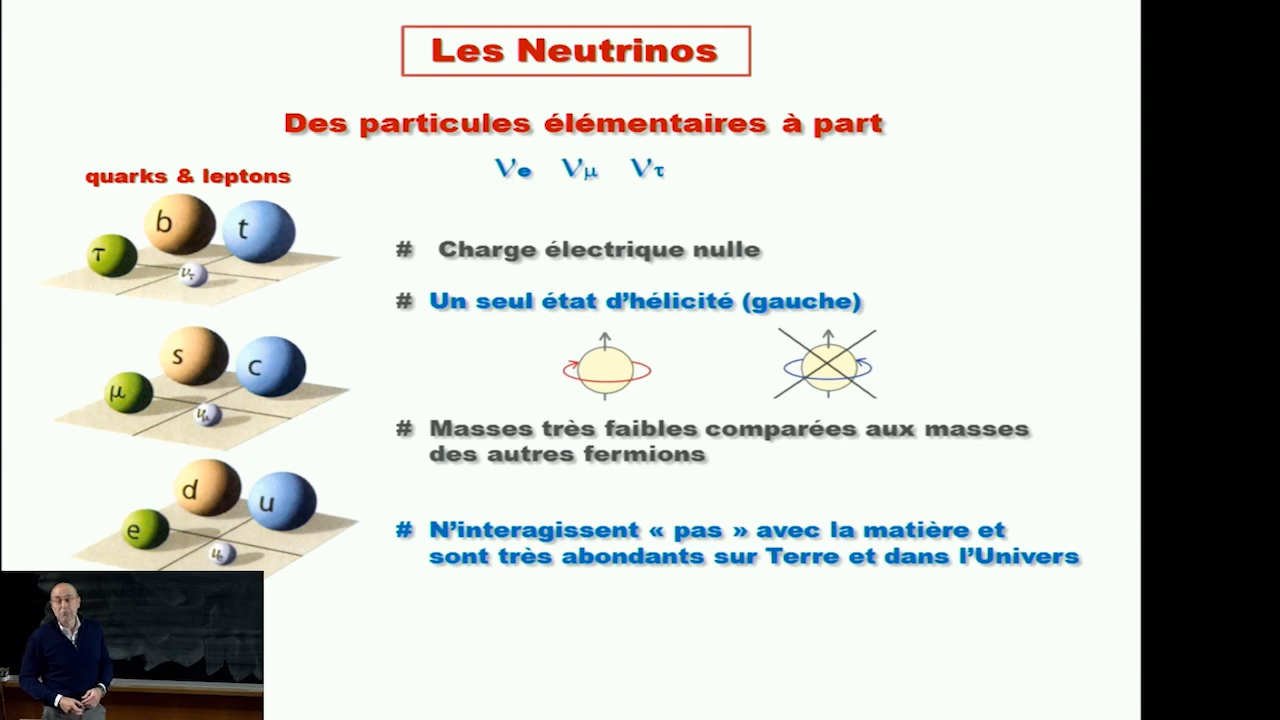 Les Neutrinos
Des particules élémentaires à part
νe νμ ντ
quarks & leptons
b t
τ ντ
# Charge électrique nulle
# Un seul état d’hélicité (gauche)
s c
μ νμ
# Masses très faibles comparées aux masses
des autres fermions
d u
e
# N’interagissent « pas » avec la matière et
sont très abondants sur Terre et dans l’Univers